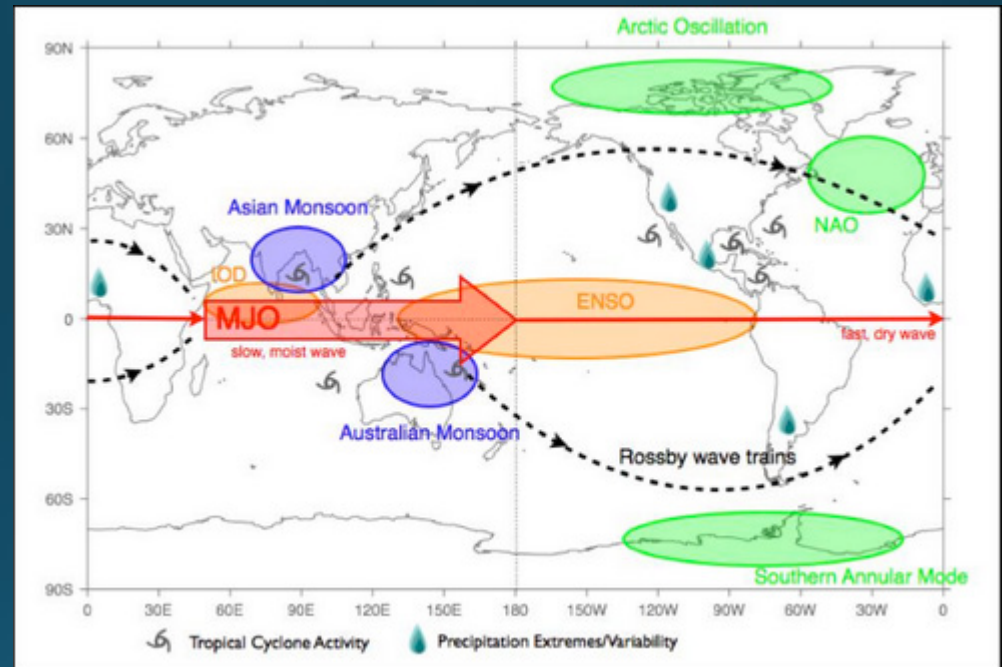 Arctic Oscillation
90N
60N
30N
0
30S
60S
90S
Asian Monsoon
NAO
IOD
MJO
ENSO
slow, moist wave
fast, dry wave
Australian Monsoon
Rossby wave trains
Southern Annular Mode
0 30E 60E 90E 120E 150E 180 150W 120W 90W 60W 30W 0
Tropical Cyclone Activity Precipitation Extremes/Variability